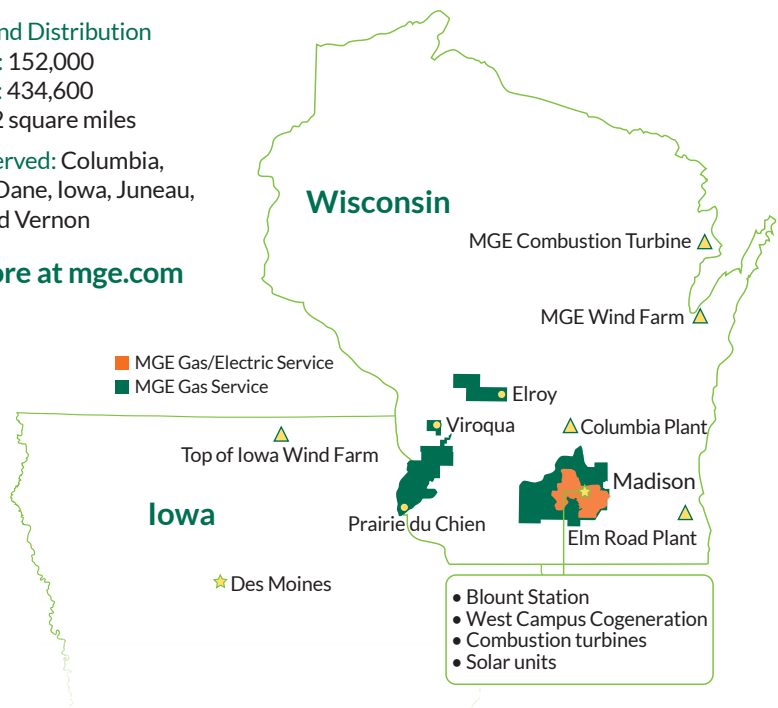 nd Distribution
: 152,000
: 434,600
2 square miles
erved: Columbia,
Dane, Iowa, Juneau,
d Vernon
ore at mge.com
Wisconsin
MGE Combustion Turbine
MGE Wind Farm
MGE Gas/Electric Service
MGE Gas Service
Elroy
Viroqua
Columbia Plant
Top of Iowa Wind Farm
Madison
Iowa
Prairie du Chien
Elm Road Plant
Des Moines
• Blount Station
• West Campus Cogeneration
• Combustion turbines
• Solar units